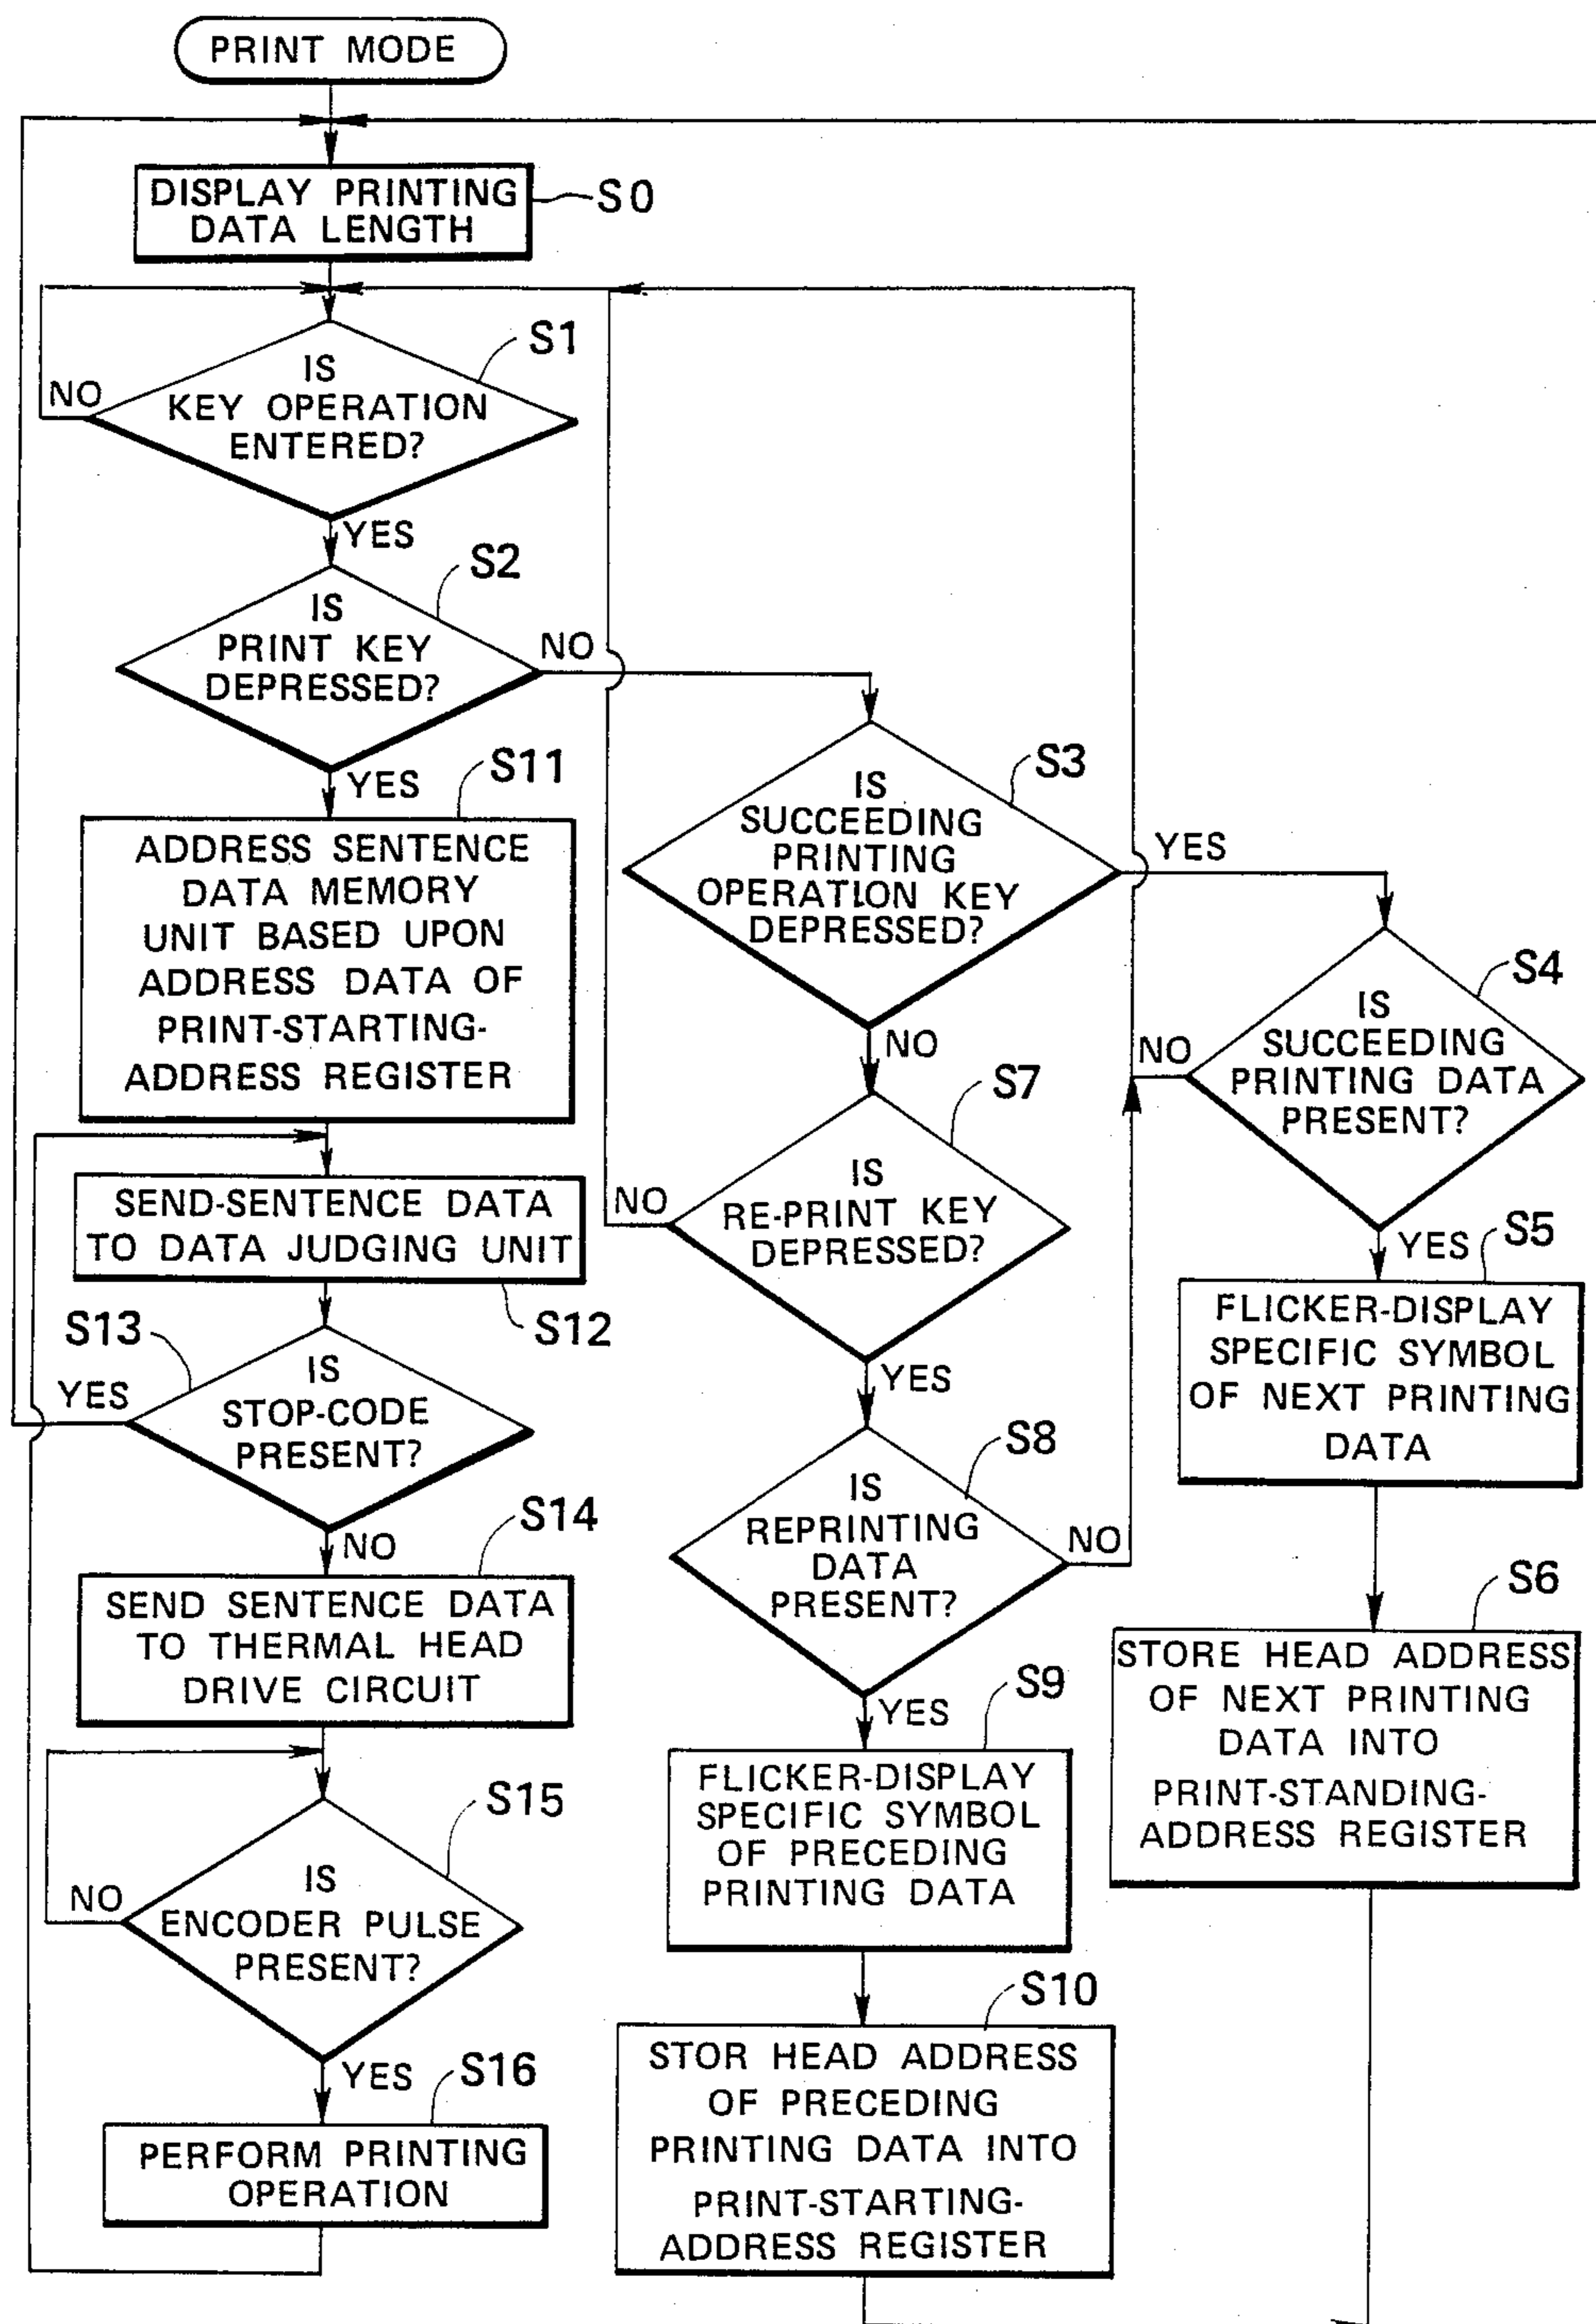 PRINT MODE
DISPLAY PRINTING
DATA LENGTH
S0
IS
KEY OPERATION
ENTERED?
S1
NO
YES
IS
PRINT KEY
DEPRESSED?
S2
NO
YES
ADDRESS SENTENCE
DATA MEMORY
UNIT BASED UPON
ADDRESS DATA OF
PRINT-STARTING-
ADDRESS REGISTER
S11
SEND-SENTENCE DATA
TO DATA JUDGING UNIT
S12
S13
IS
STOP-CODE
PRESENT?
YES
NO
S14
SEND SENTENCE DATA
TO THERMAL HEAD
DRIVE CIRCUIT
S15
IS
ENCODER PULSE
PRESENT?
NO
YES
S16
PERFORM PRINTING
OPERATION
S3
IS
SUCCEEDING
PRINTING
OPERATION KEY
DEPRESSED?
YES
NO
S7
IS
RE-PRINT KEY
DEPRESSED?
NO
YES
S8
IS
REPRINTING
DATA
PRESENT?
NO
YES
S9
FLICKER-DISPLAY
SPECIFIC SYMBOL
OF PRECEDING
PRINTING DATA
S10
STOR HEAD ADDRESS
OF PRECEDING
PRINTING DATA INTO
PRINT-STARTING-
ADDRESS REGISTER
S4
IS
SUCCEEDING
PRINTING DATA
PRESENT?
NO
YES
S5
FLICKER-DISPLAY
SPECIFIC SYMBOL
OF NEXT PRINTING
DATA
S6
STORE HEAD ADDRESS
OF NEXT PRINTING
DATA INTO
PRINT-STANDING-
ADDRESS REGISTER